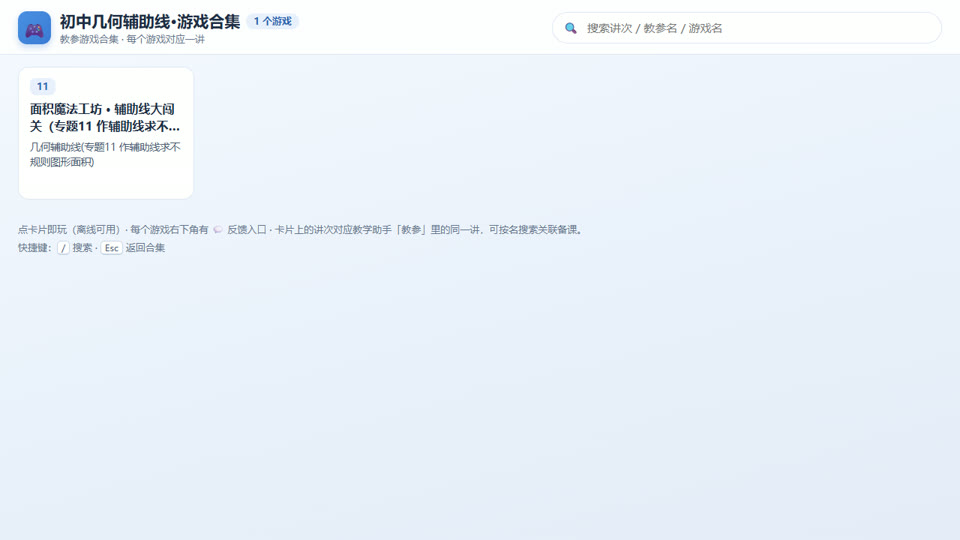 初中几何辅助线·游戏合集 1 个游戏
教参游戏合集 · 每个游戏对应一讲
搜索讲次 / 教参名 / 游戏名
11
面积魔法工坊 • 辅助线大闯
关（专题11 作辅助线求不...
几何辅助线(专题11 作辅助线求不
规则图形面积)
点卡片即玩（离线可用）· 每个游戏右下角有 💬 反馈入口 · 卡片上的讲次对应教学助手「教参」里的同一讲，可按名搜索关联备课。
快捷键： / 搜索 · Esc 返回合集